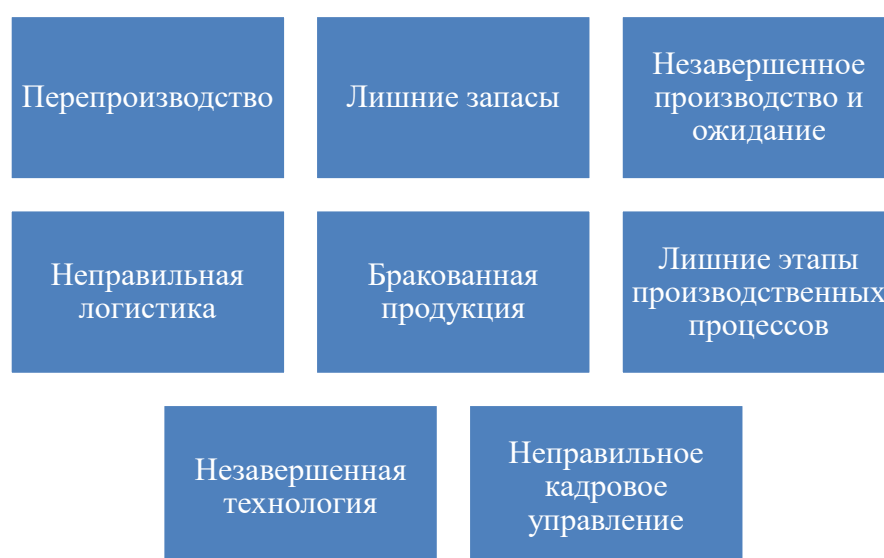 Перепроизводство
Лишние запасы
Незавершенное
производство и
ожидание
Неправильная
логистика
Бракованная
продукция
Лишние этапы
производственных
процессов
Незавершенная
технология
Неправильное
кадровое
управление